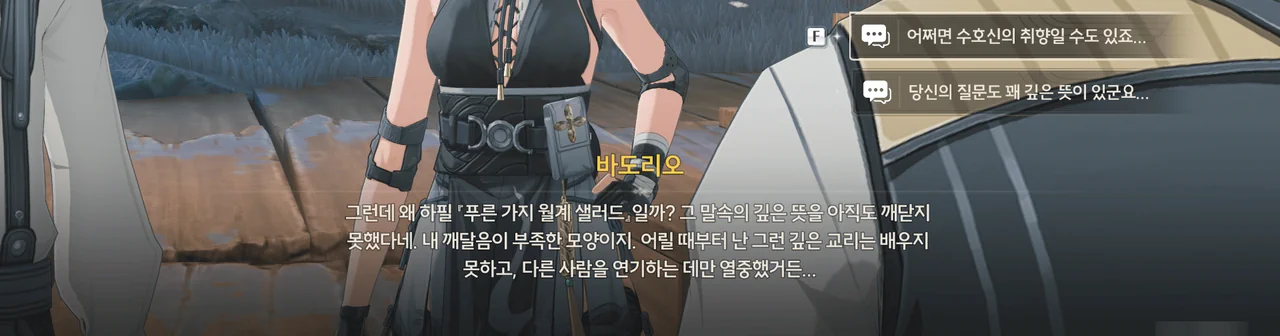 F
어쩌면 수호신의 취향일 수도 있죠...
당신의 질문도 꽤 깊은 뜻이 있군요...
바도리오
그런데 왜 하필 『푸른 가지 월계 샐러드』일까? 그 말속의 깊은 뜻을 아직도 깨닫지
못했다네. 내 깨달음이 부족한 모양이지. 어릴 때부터 난 그런 깊은 교리는 배우지
못하고, 다른 사람을 연기하는 데만 열중했거든...